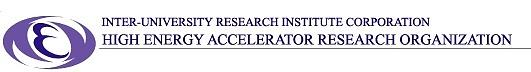 INTER-UNIVERSITY RESEARCH INSTITUTE CORPORATION
HIGH ENERGY ACCELERATOR RESEARCH ORGANIZATION